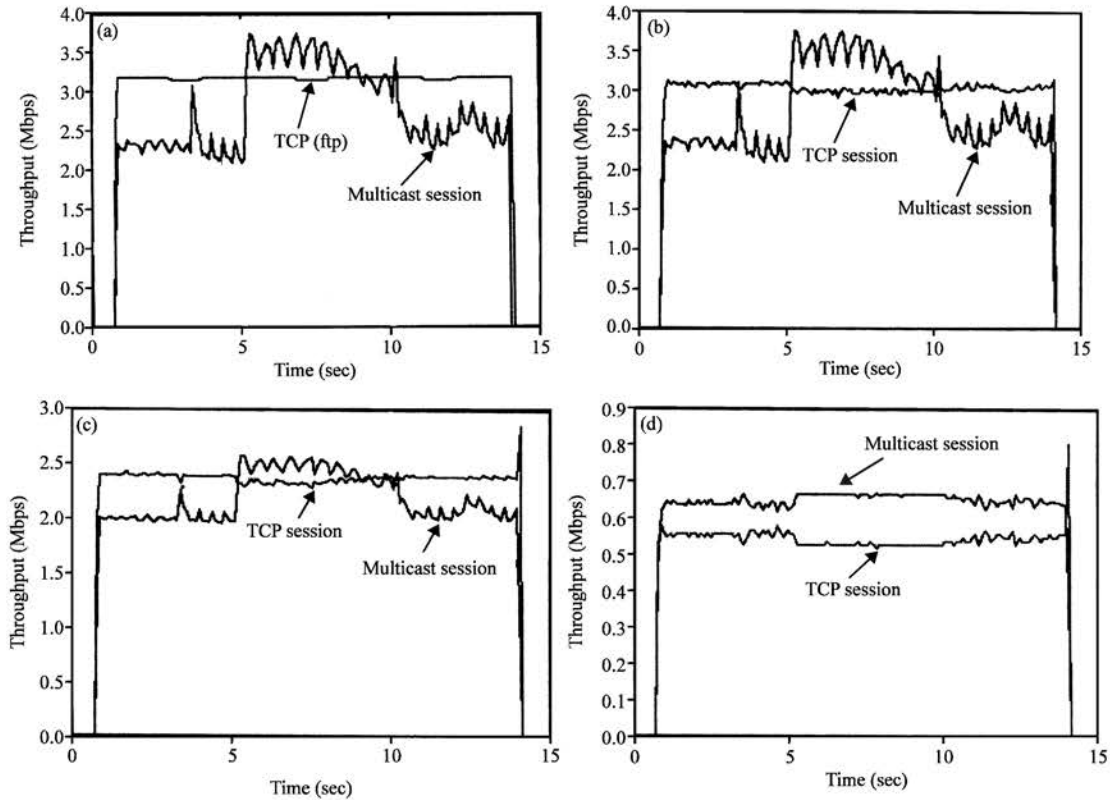 (a)
4.0
3.5
3.0
2.5
2.0
1.5
1.0
0.5
0.0
Throughput (Mbps)
TCP (ftp)
Multicast session
0
5
10
15
Time (sec)
(b)
4.0
3.5
3.0
2.5
2.0
1.5
1.0
0.5
0.0
Throughput (Mbps)
TCP session
Multicast session
0
5
10
15
Time (sec)
(c)
3.0
2.5
2.0
1.5
1.0
0.5
0.0
Throughput (Mbps)
TCP session
Multicast session
0
5
10
15
Time (sec)
(d)
0.9
0.8
0.7
0.6
0.5
0.4
0.3
0.2
0.1
0.0
Throughput (Mbps)
Multicast session
TCP session
0
5
10
15
Time (sec)